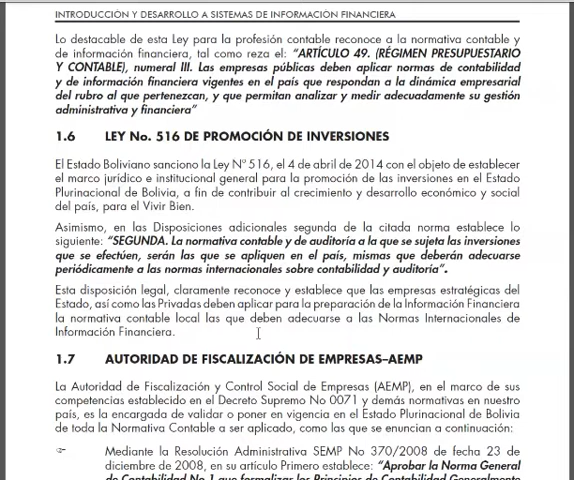 INTRODUCCIÓN Y DESARROLLO A SISTEMAS DE INFORMACIÓN FINANCIERA
Lo destacable de esta Ley para la profesión contable reconoce a la normativa contable y
de información financiera, tal como reza el: “ARTÍCULO 49. (RÉGIMEN PRESUPUESTARIO
Y CONTABLE), numeral III. Las empresas públicas deben aplicar normas de contabilidad
y de información financiera vigentes en el país que respondan a la dinámica empresarial
del rubro al que pertenezcan, y que permitan analizar y medir adecuadamente su gestión
administrativa y financiera”
1.6 LEY No. 516 DE PROMOCIÓN DE INVERSIONES
El Estado Boliviano sanciono la Ley N° 516, el 4 de abril de 2014 con el objeto de establecer
el marco jurídico e institucional general para la promoción de las inversiones en el Estado
Plurinacional de Bolivia, a fin de contribuir al crecimiento y desarrollo económico y social
del país, para el Vivir Bien.
Asimismo, en las Disposiciones adicionales segunda de la citada norma establece lo
siguiente: “SEGUNDA. La normativa contable y de auditoría a la que se sujeta las inversiones
que se efectúen, serán las que se apliquen en el país, mismas que deberán adecuarse
periódicamente a las normas internacionales sobre contabilidad y auditoría”.
Esta disposición legal, claramente reconoce y establece que las empresas estratégicas del
Estado, así como las Privadas deben aplicar para la preparación de la Información Financiera
la normativa contable local las que deben adecuarse a las Normas Internacionales de
Información Financiera.
1.7 AUTORIDAD DE FISCALIZACIÓN DE EMPRESAS–AEMP
La Autoridad de Fiscalización y Control Social de Empresas (AEMP), en el marco de sus
competencias establecido en el Decreto Supremo No 0071 y demás normativas en nuestro
país, es la encargada de validar o poner en vigencia en el Estado Plurinacional de Bolivia
de toda la Normativa Contable a ser aplicado, como las que se enuncian a continuación:
Mediante la Resolución Administrativa SEMP No 370/2008 de fecha 23 de
diciembre de 2008, en su artículo Primero establece: “Aprobar la Norma General
de Contabilidad No 1 que formaliza los Principios de Contabilidad Generalmente